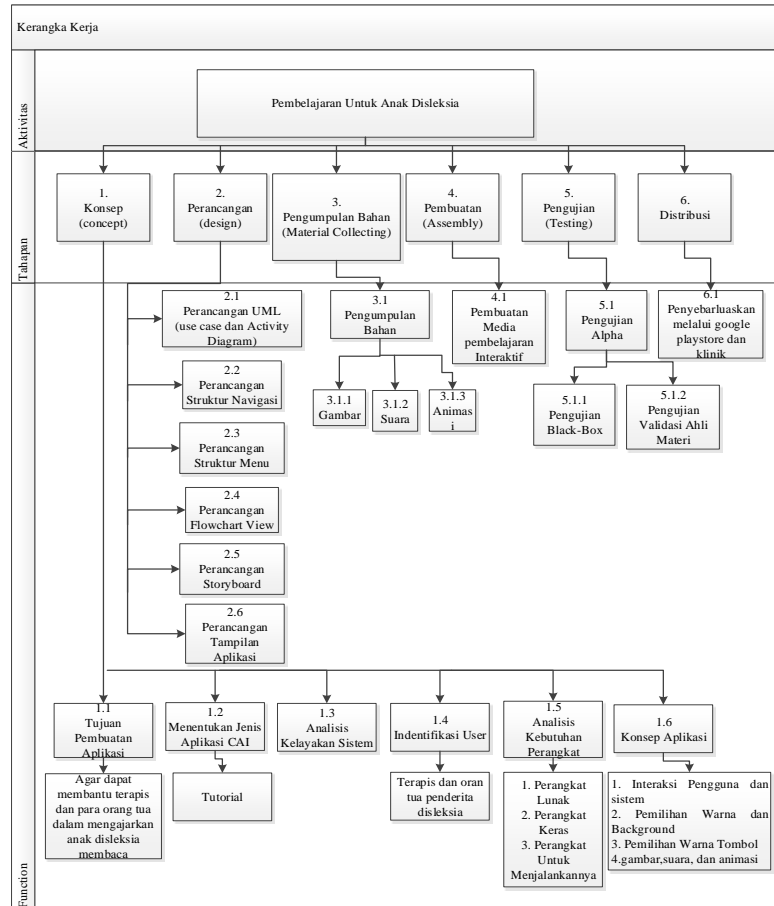 Kerangka Kerja
Aktivitas
Pembelajaran Untuk Anak Disleksia
Tahapan
1.
Konsep
(concept)
2.
Perancangan
(design)
3.
Pengumpulan Bahan
(Material Collecting)
4.
Pembuatan
(Assembly)
5.
Pengujian
(Testing)
6.
Distribusi
Function
2.1
Perancangan UML
(use case dan Activity
Diagram)
2.2
Perancangan
Struktur Navigasi
2.3
Perancangan
Struktur Menu
2.4
Perancangan
Flowchart View
2.5
Perancangan
Storyboard
2.6
Perancangan
Tampilan
Aplikasi
3.1
Pengumpulan
Bahan
3.1.1
Gambar
3.1.2
Suara
3.1.3
Animas
i
4.1
Pembuatan
Media
pembelajaran
Interaktif
5.1
Pengujian
Alpha
5.1.1
Pengujian
Black-Box
5.1.2
Pengujian
Validasi Ahli
Materi
6.1
Penyebarluaskan
melalui google
playstore dan
klinik
1.1
Tujuan
Pembuatan
Aplikasi
Agar dapat
membantu terapis
dan para orang tua
dalam mengajarkan
anak disleksia
membaca
1.2
Menentukan Jenis
Aplikasi CAI
Tutorial
1.3
Analisis
Kelayakan Sistem
1.4
Indentifikasi User
Terapis dan oran
tua penderita
disleksia
1.5
Analisis
Kebutuhan
Perangkat
1. Perangkat
Lunak
2. Perangkat
Keras
3. Perangkat
Untuk
Menjalankannya
1.6
Konsep Aplikasi
1. Interaksi Pengguna dan
sistem
2. Pemilihan Warna dan
Background
3. Pemilihan Warna Tombol
4.gambar,suara, dan animasi